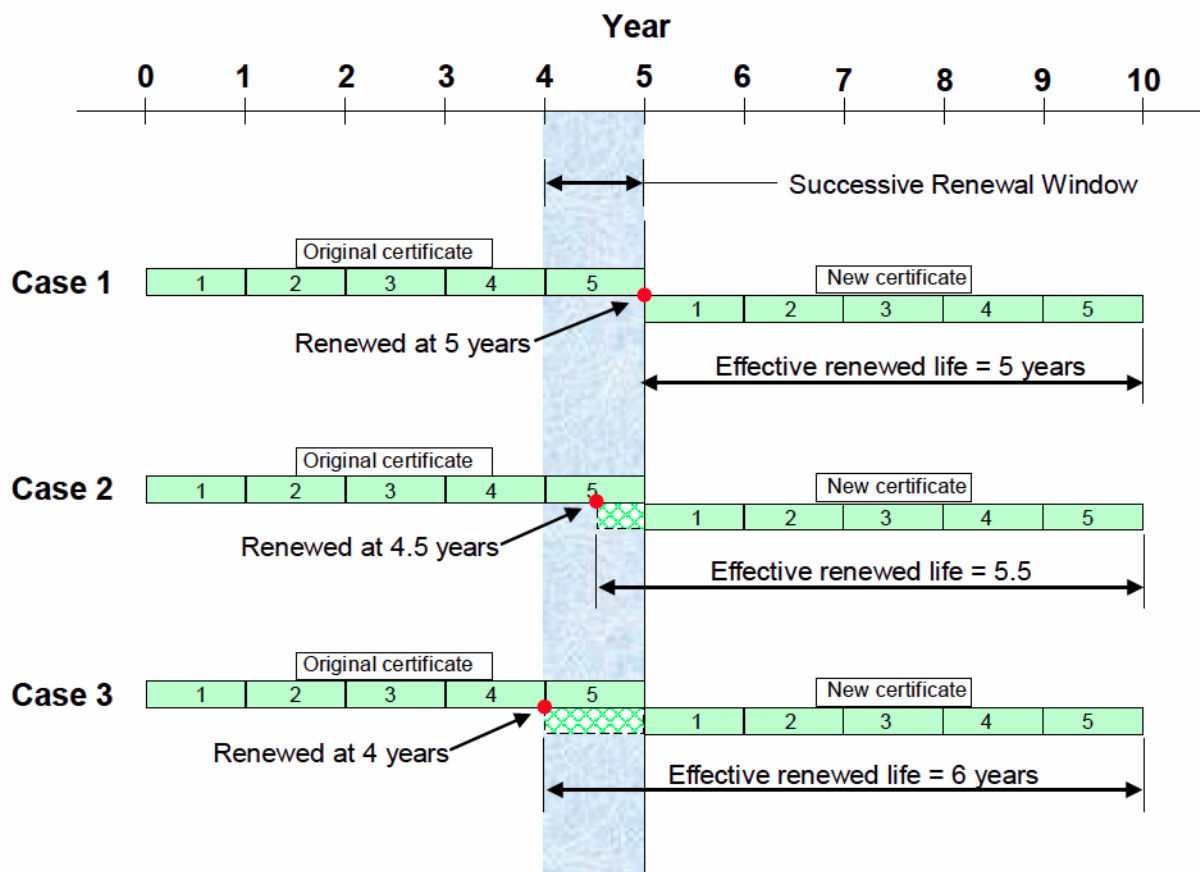 Year
0 1 2 3 4 5 6 7 8 9 10
Successive Renewal Window
Original certificate
Case 1
1 2 3 4 5
New certificate
1 2 3 4 5
Renewed at 5 years
Effective renewed life = 5 years
Original certificate
Case 2
1 2 3 4 5
New certificate
1 2 3 4 5
Renewed at 4.5 years
Effective renewed life = 5.5
Original certificate
Case 3
1 2 3 4 5
New certificate
1 2 3 4 5
Renewed at 4 years
Effective renewed life = 6 years